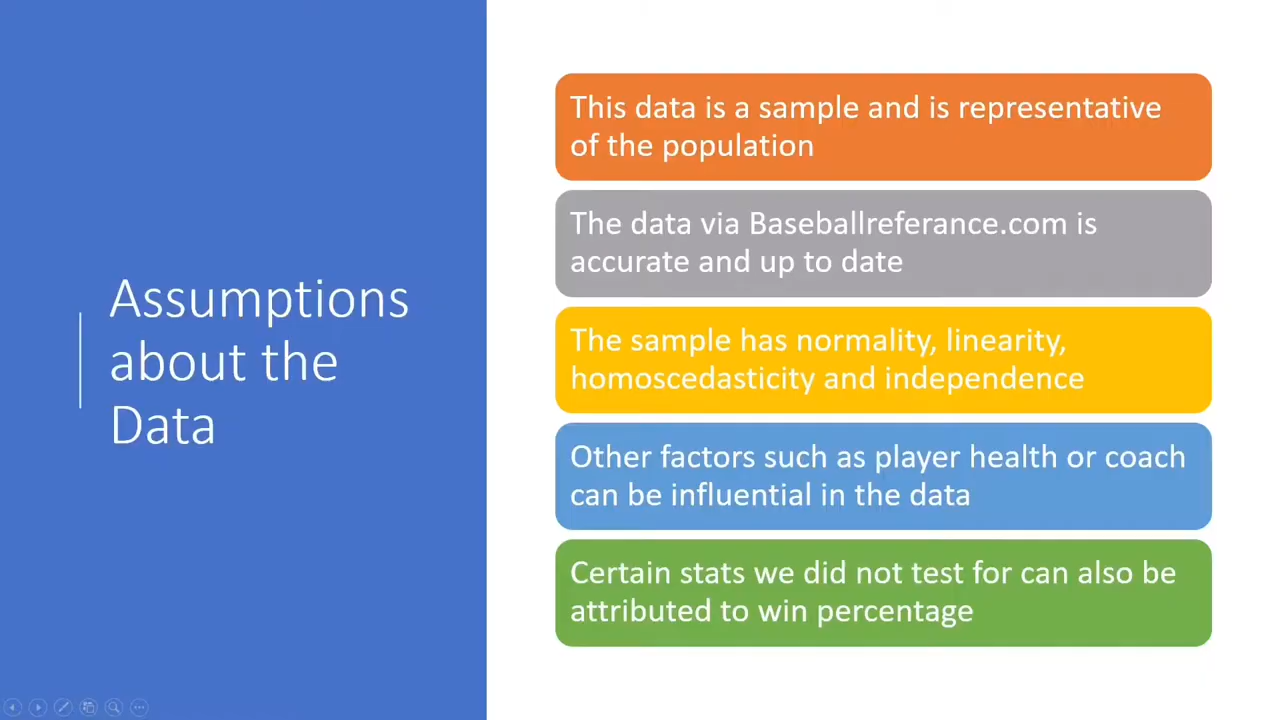 Assumptions
about the
Data
This data is a sample and is representative
of the population
The data via Baseballreferance.com is
accurate and up to date
The sample has normality, linearity,
homoscedasticity and independence
Other factors such as player health or coach
can be influential in the data
Certain stats we did not test for can also be
attributed to win percentage